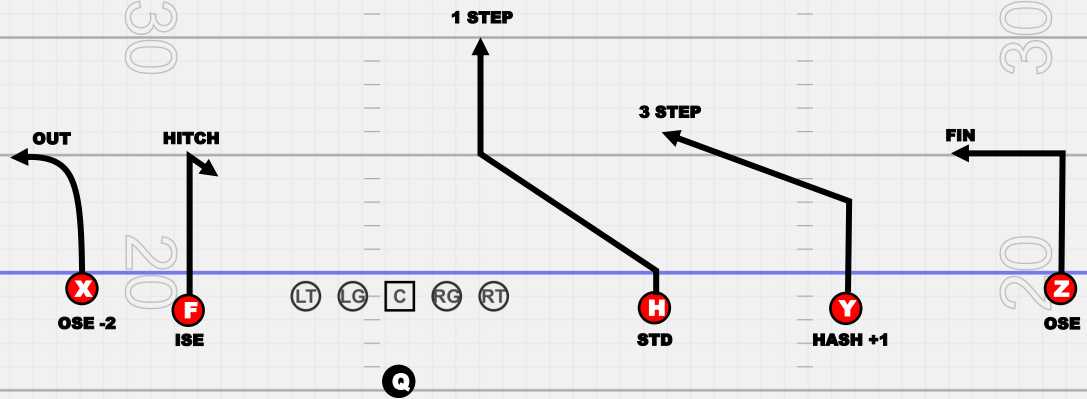 1 STEP
30
30
3 STEP
OUT
HITCH
FIN
20
20
X
F
LT
LG
C
RG
RT
H
Y
Z
OSE -2
ISE
STD
HASH +1
OSE
Q